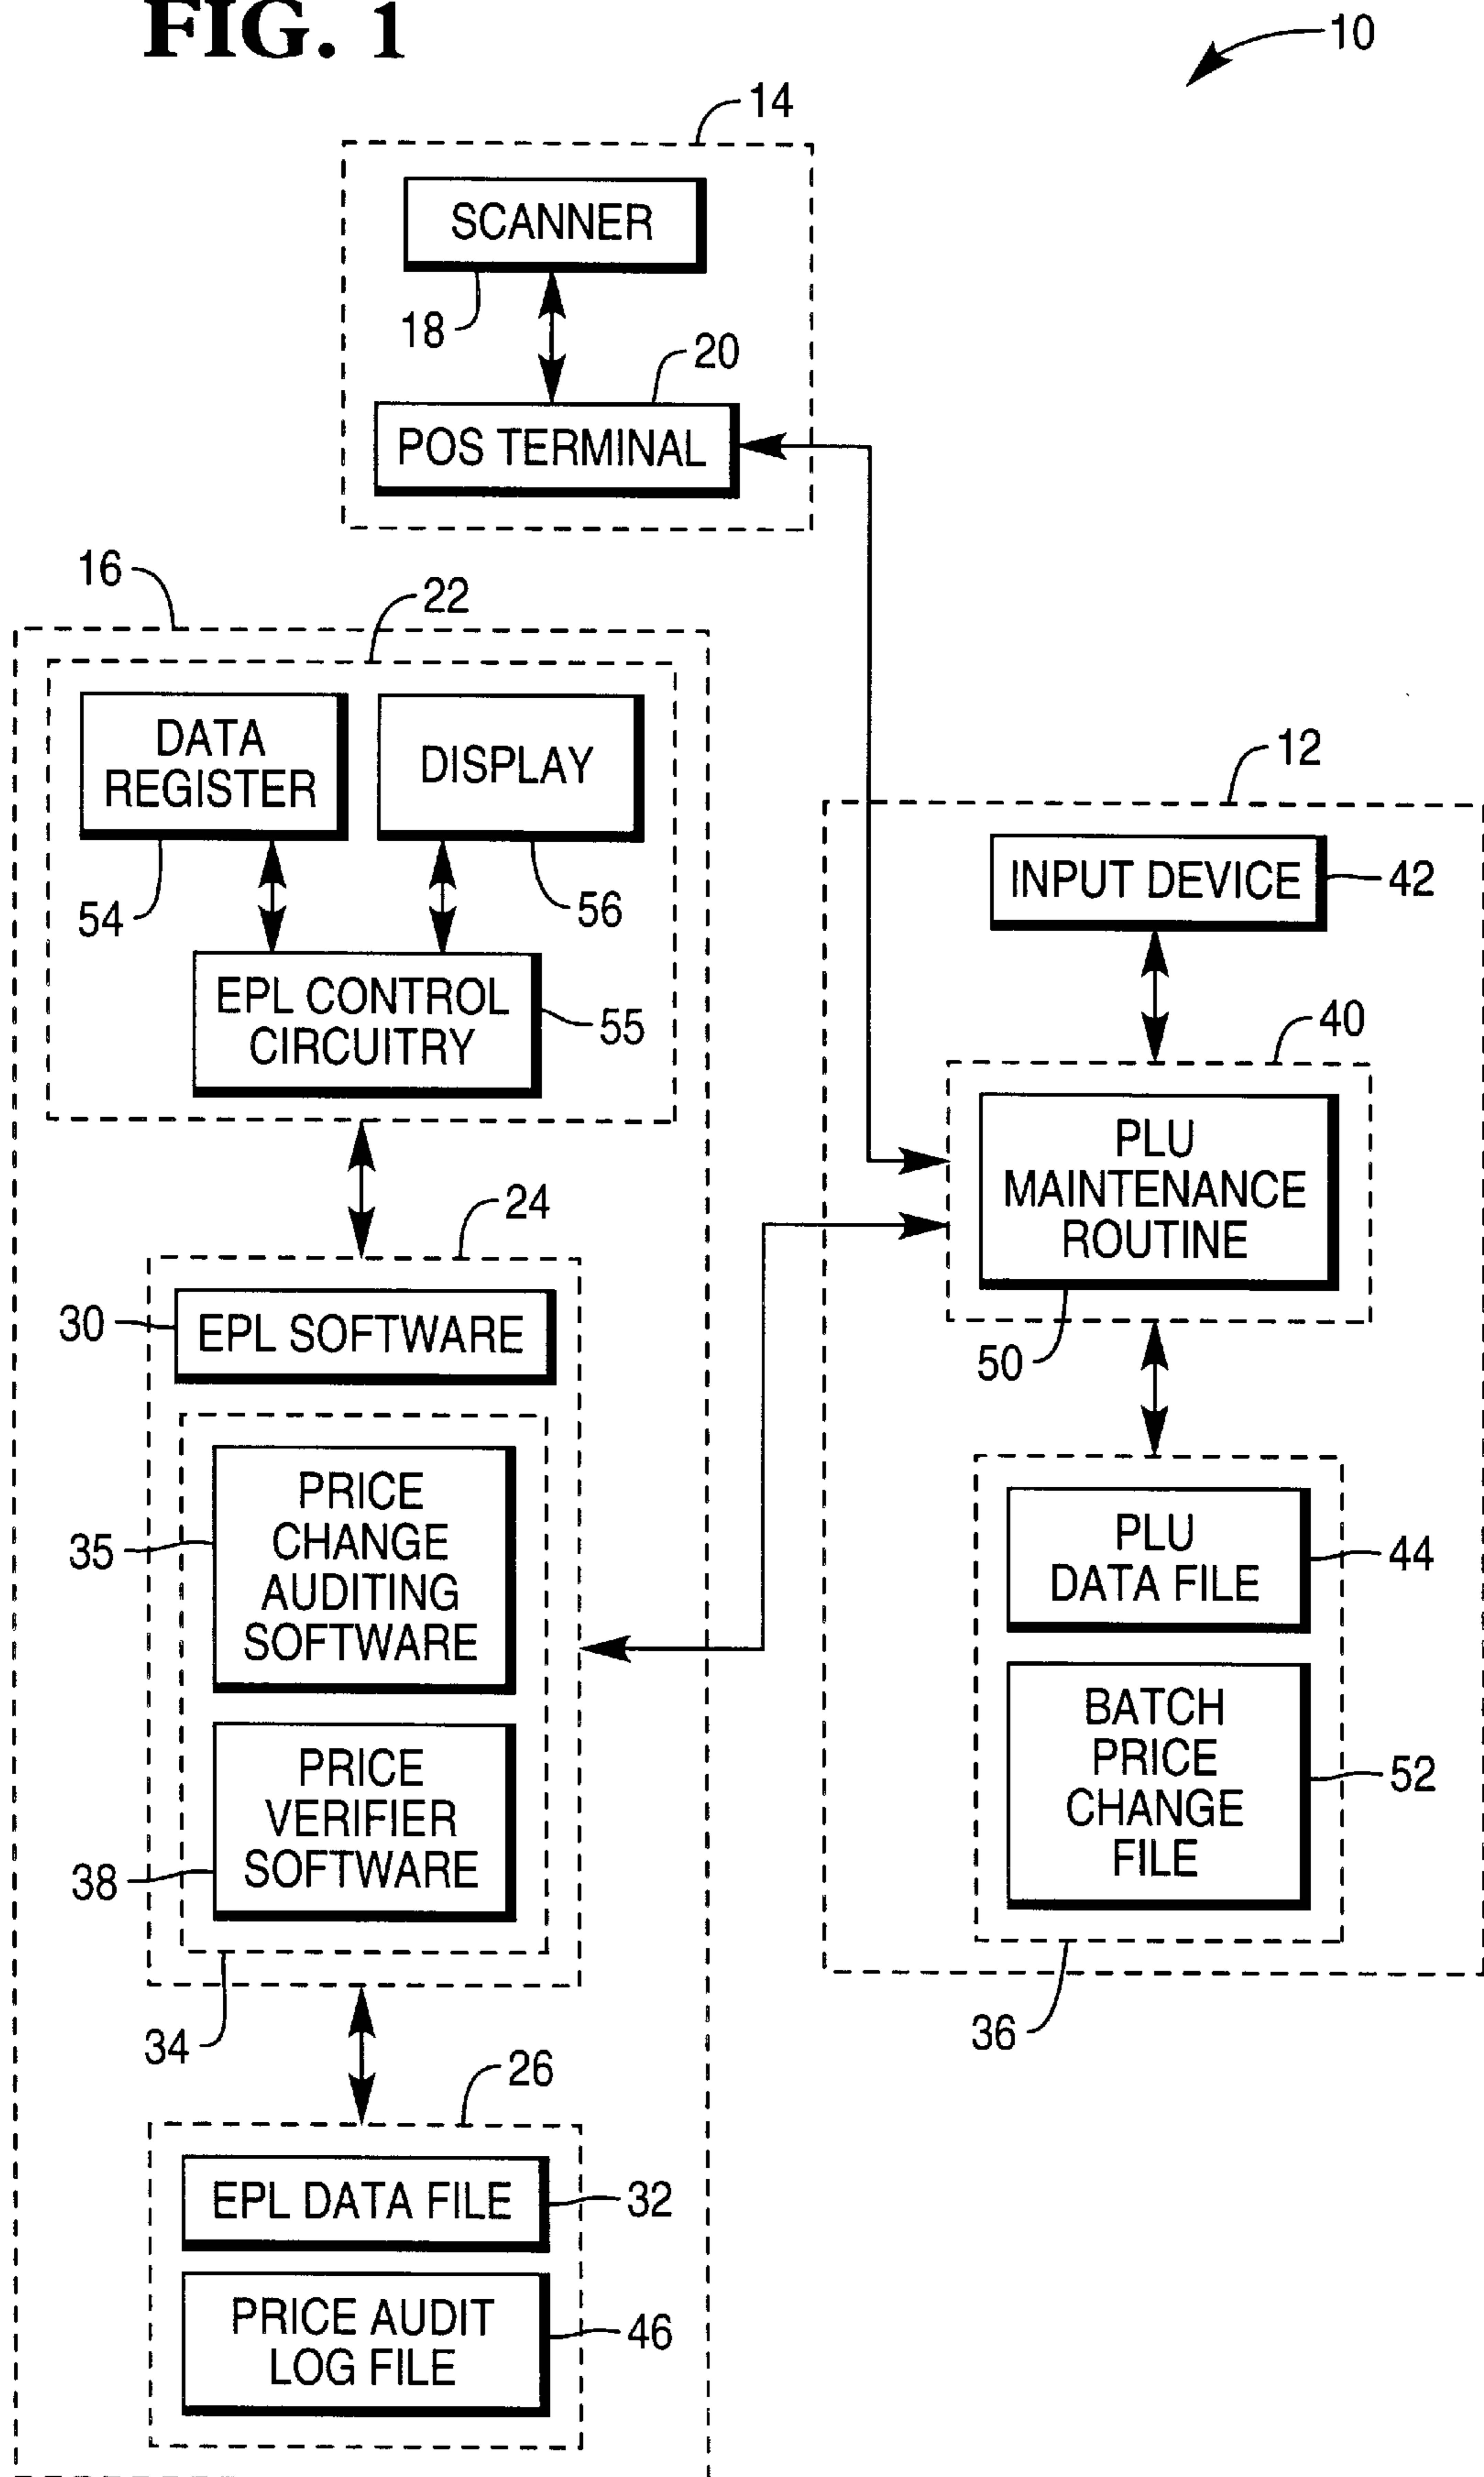 FIG. 1
10
14
SCANNER
18
20
POS TERMINAL
16
22
DATA
REGISTER
DISPLAY
54
56
EPL CONTROL
CIRCUITRY
55
12
INPUT DEVICE
42
40
PLU
MAINTENANCE
ROUTINE
50
24
30
EPL SOFTWARE
35
PRICE
CHANGE
AUDITING
SOFTWARE
38
PRICE
VERIFIER
SOFTWARE
34
PLU
DATA FILE
44
BATCH
PRICE
CHANGE
FILE
52
36
26
EPL DATA FILE
32
PRICE AUDIT
LOG FILE
46